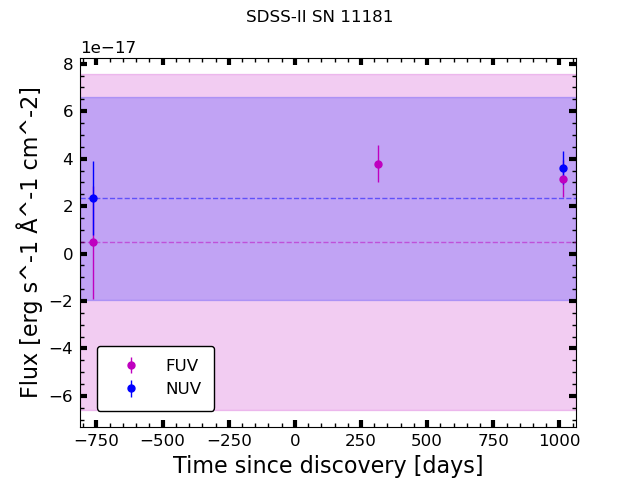 SDSS-II SN 11181
1e−17
8
6
4
2
0
−2
−4
−6
Flux [erg s^-1 Å^-1 cm^-2]
FUV
NUV
−750 −500 −250 0 250 500 750 1000
Time since discovery [days]